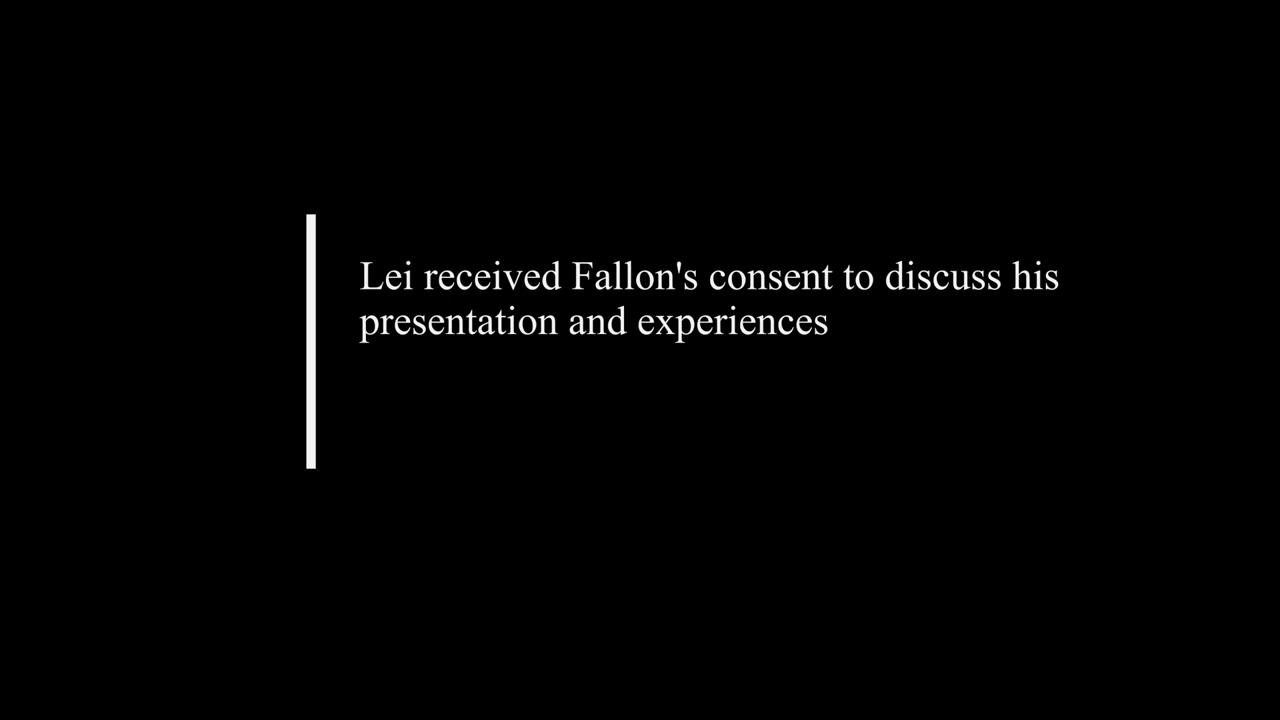 Lei received Fallon's consent to discuss his
presentation and experiences